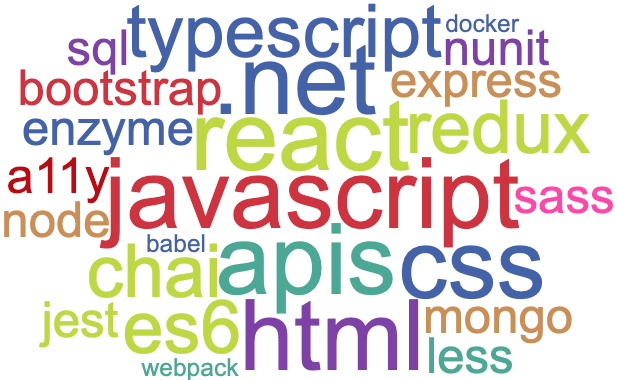 typescript
docker
sql
nunit
.net
bootstrap
express
enzyme
react
redux
a11y
javascript
sass
node
babel
apis
css
chai
jest
es6
html
mongo
less
webpack